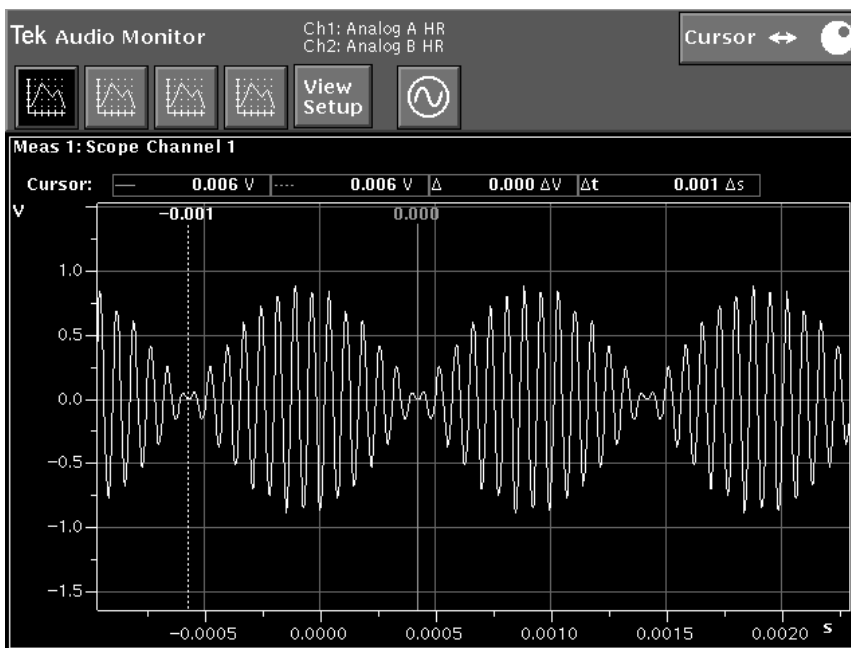 Tek Audio Monitor
Ch1: Analog A HR
Ch2: Analog B HR
Cursor ↔
View
Setup
Meas 1: Scope Channel 1
Cursor: — 0.006 V ---- 0.006 V Δ 0.000 ΔV Δt 0.001 Δs
V
-0.001 0.000
1.0
0.5
0.0
-0.5
-1.0
-1.5
-0.0005 0.0000 0.0005 0.0010 0.0015 0.0020 s